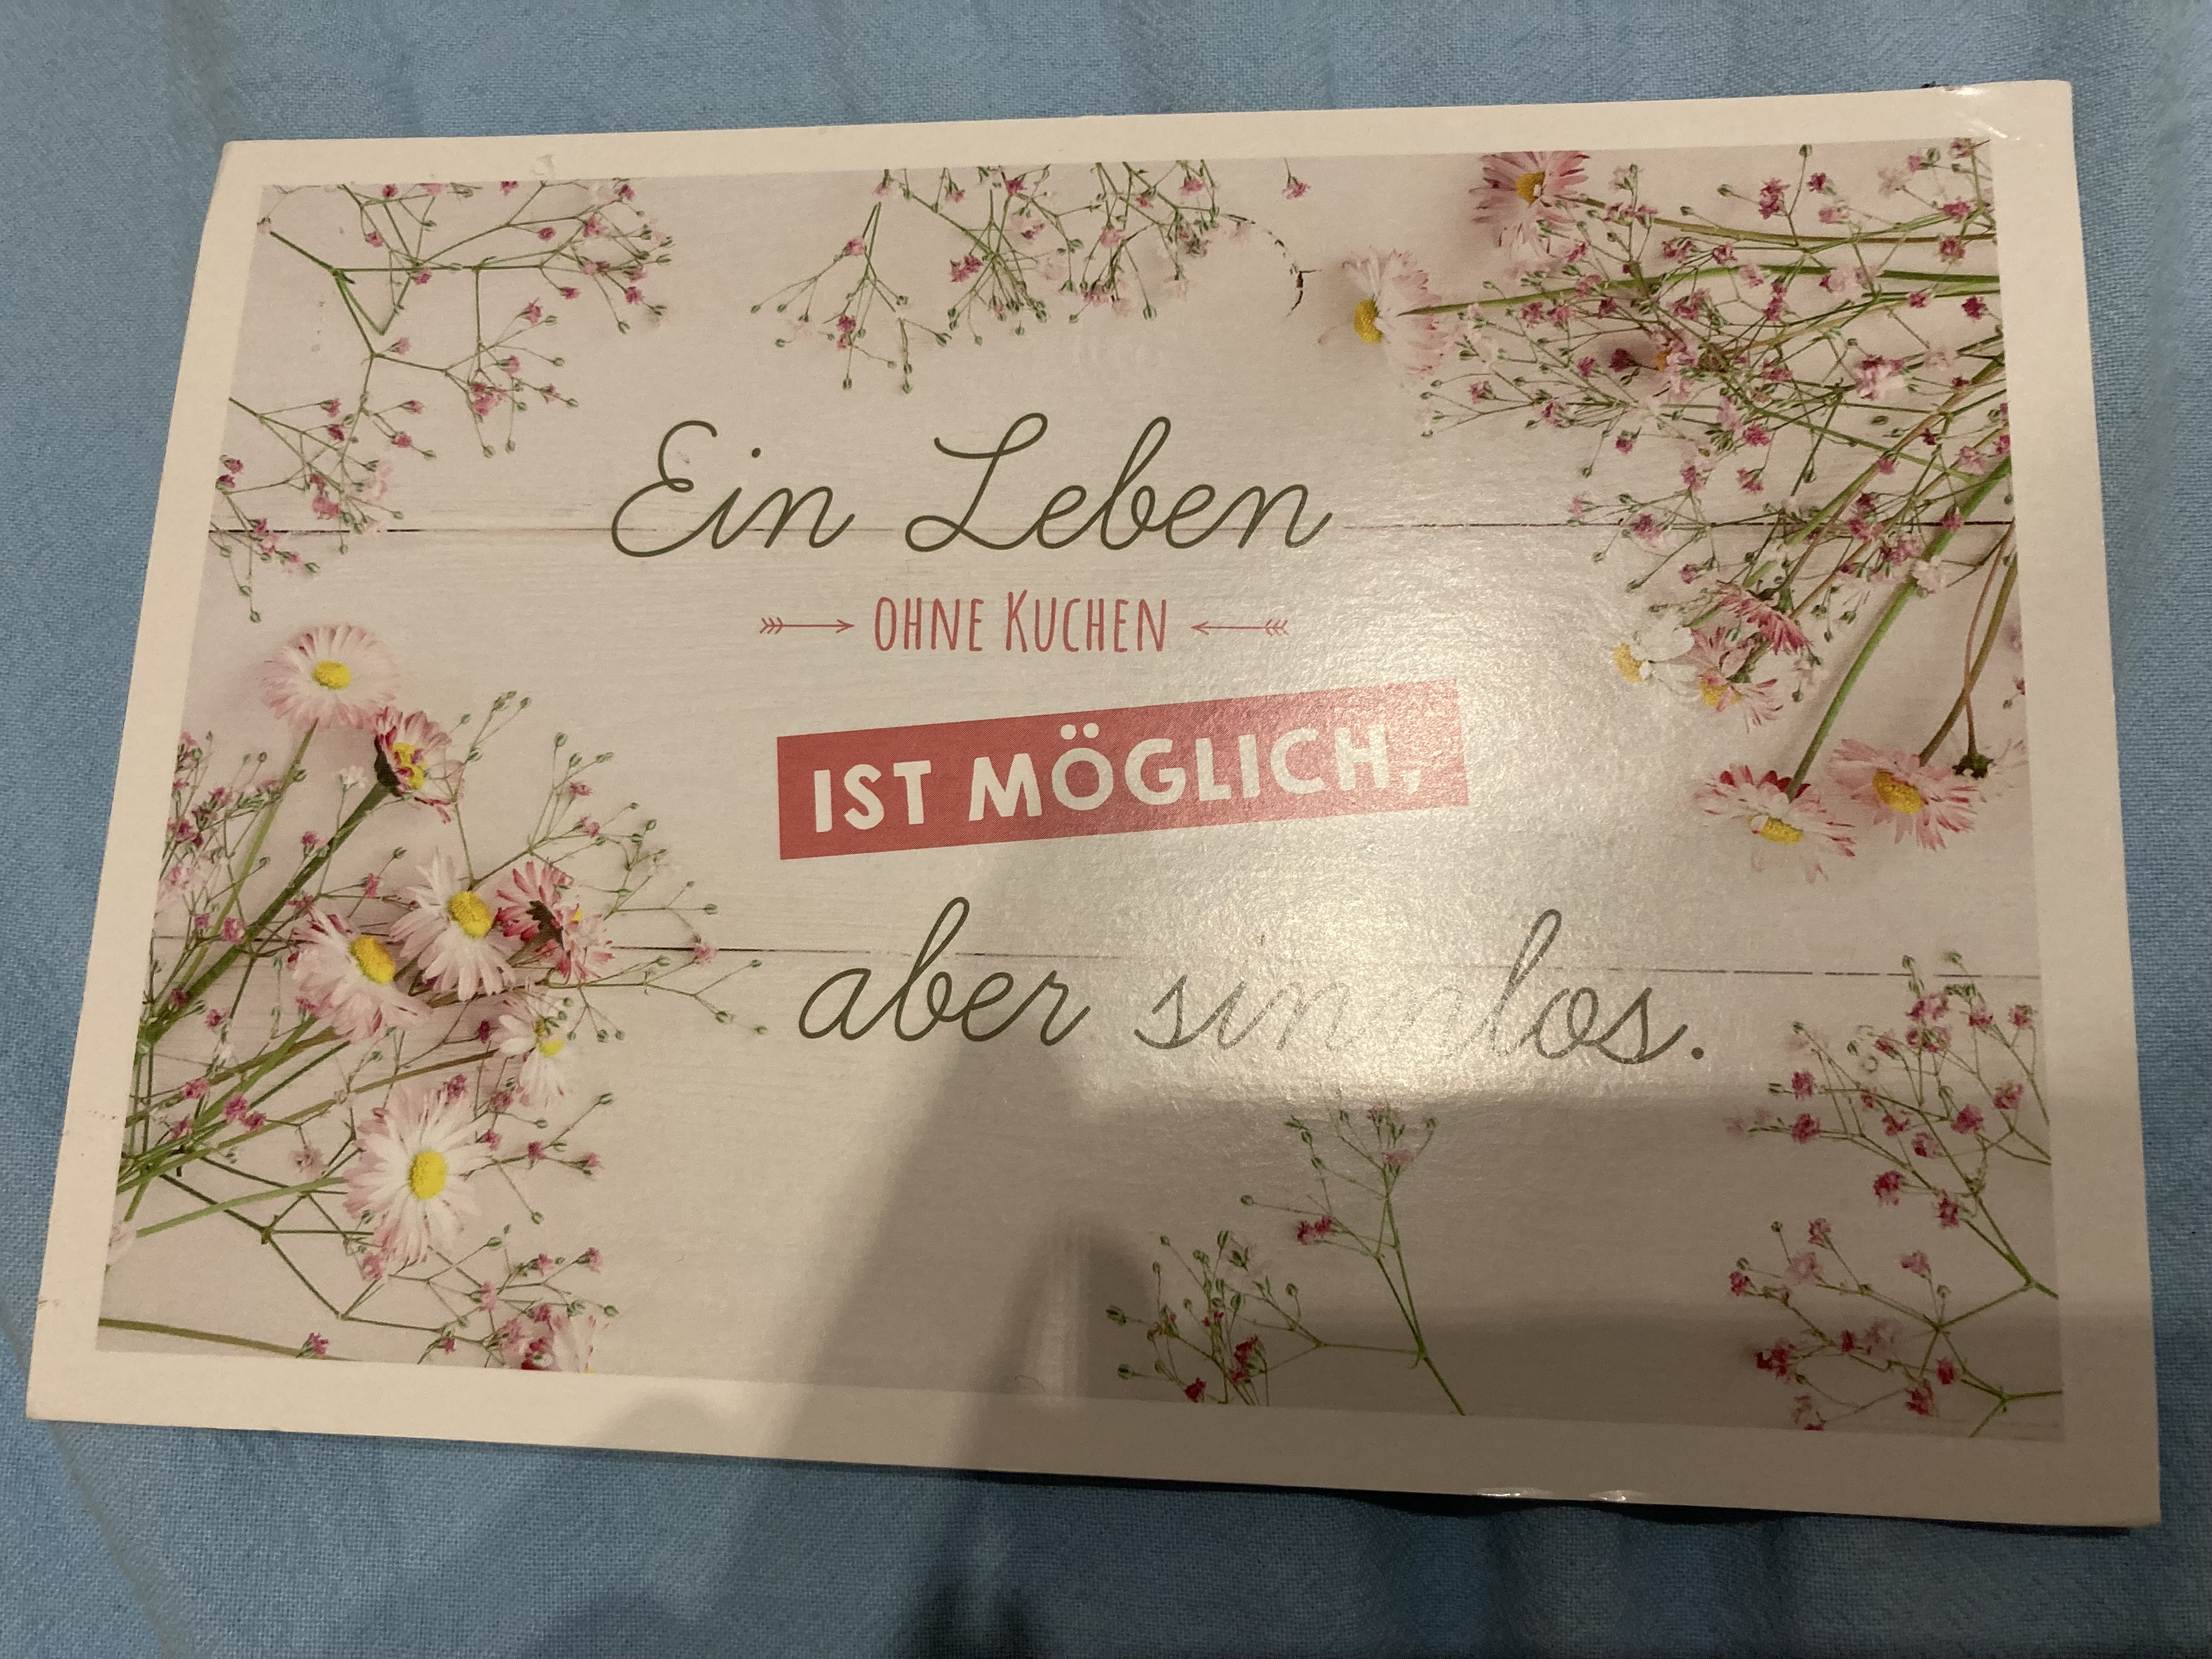 Ein Leben
OHNE KUCHEN
IST MÖGLICH,
aber sinnlos.